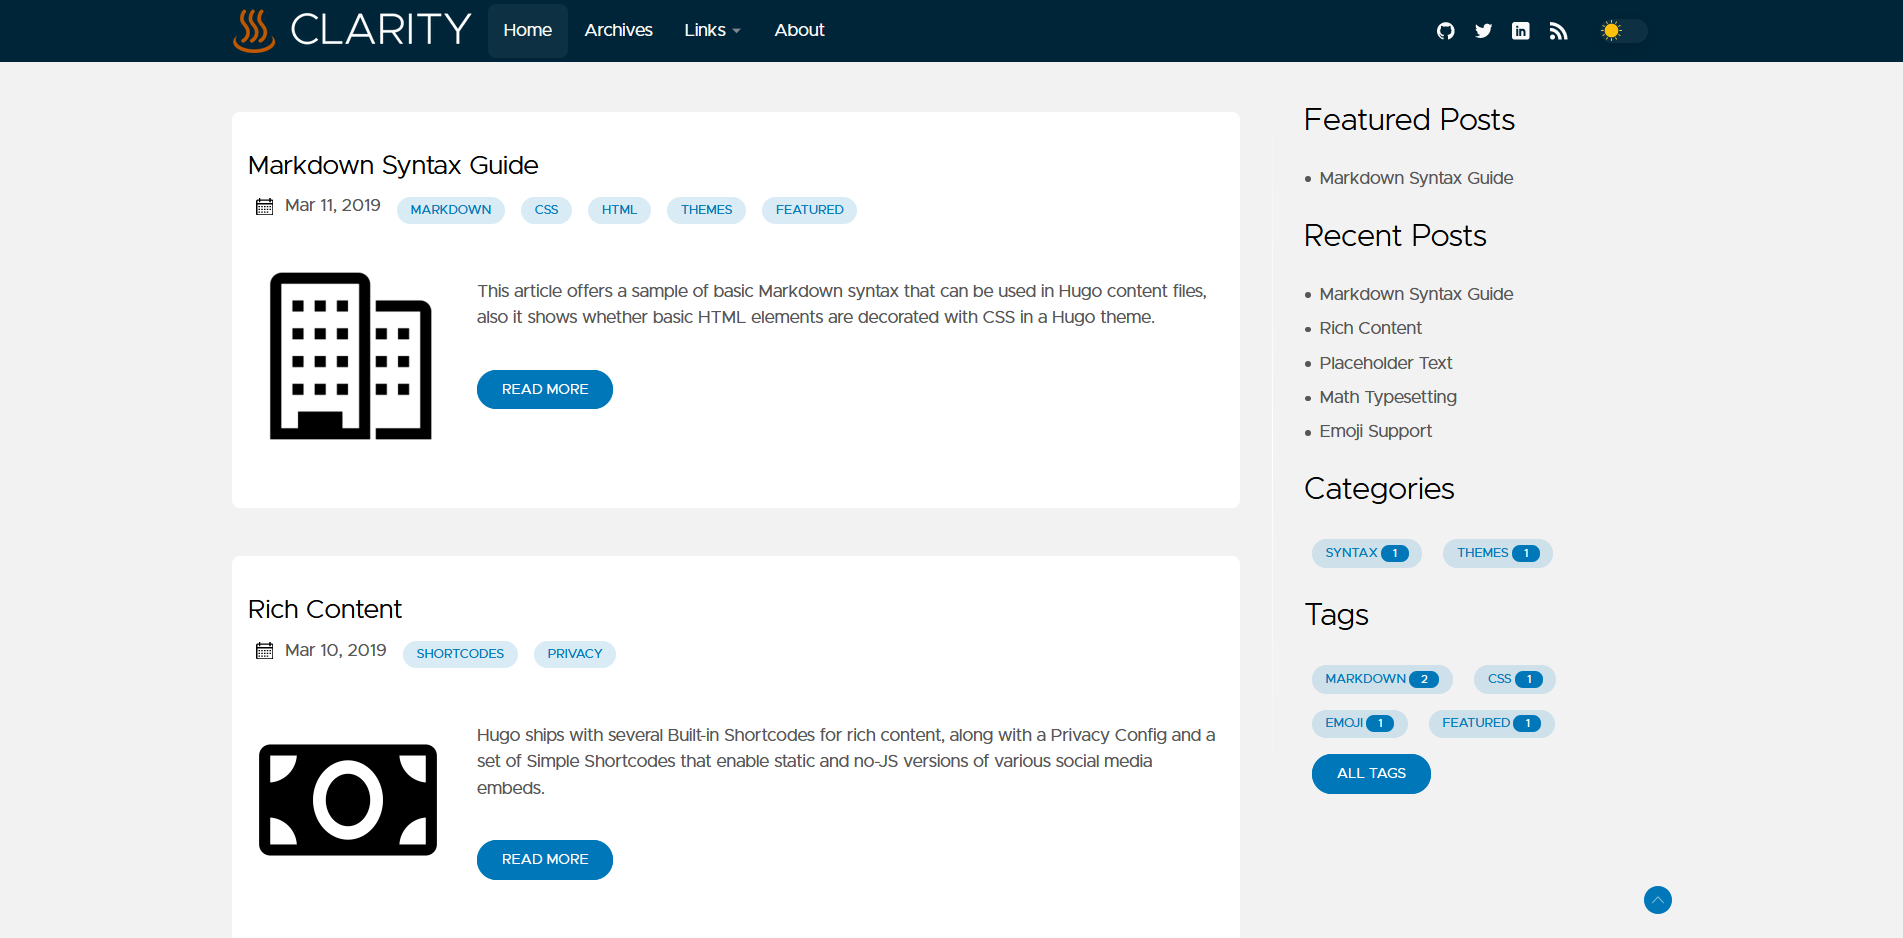 CLARITY Home Archives Links About
Markdown Syntax Guide
Mar 11, 2019 MARKDOWN CSS HTML THEMES FEATURED
This article offers a sample of basic Markdown syntax that can be used in Hugo content files,
also it shows whether basic HTML elements are decorated with CSS in a Hugo theme.
READ MORE
Rich Content
Mar 10, 2019 SHORTCODES PRIVACY
Hugo ships with several Built-in Shortcodes for rich content, along with a Privacy Config and a
set of Simple Shortcodes that enable static and no-JS versions of various social media
embeds.
READ MORE
Featured Posts
Markdown Syntax Guide
Recent Posts
Markdown Syntax Guide
Rich Content
Placeholder Text
Math Typesetting
Emoji Support
Categories
SYNTAX 1 THEMES 1
Tags
MARKDOWN 2 CSS 1
EMOJI 1 FEATURED 1
ALL TAGS